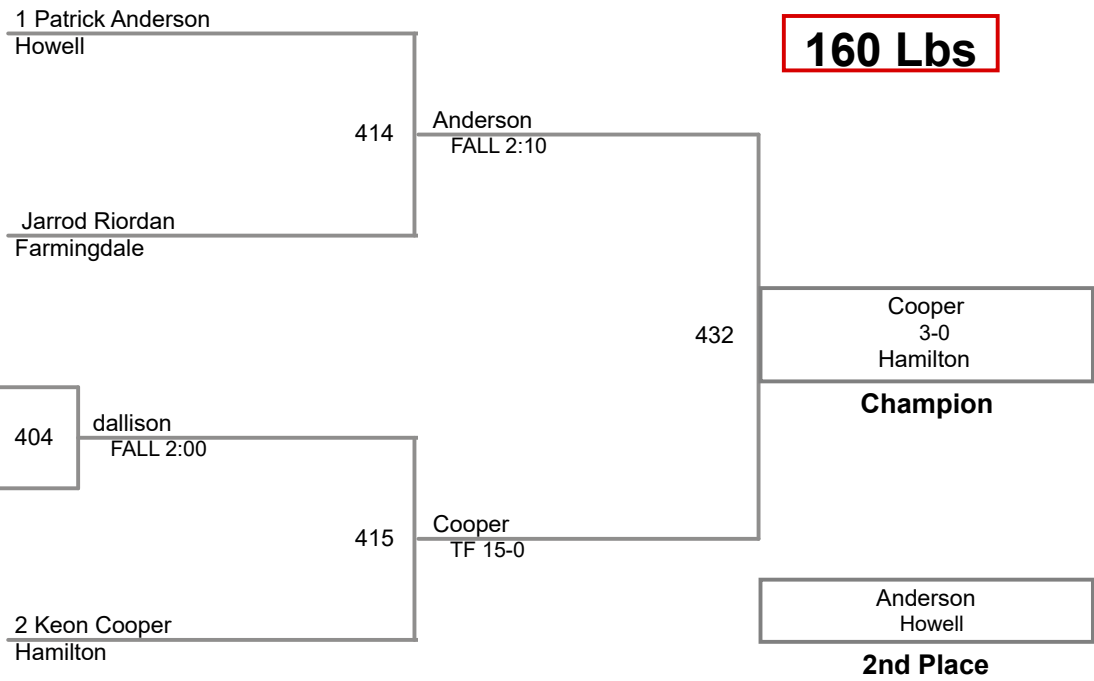 1 Patrick Anderson
Howell
160 Lbs
414
Anderson
FALL 2:10
Jarrod Riordan
Farmingdale
432
Cooper
3-0
Hamilton
Champion
404
dallison
FALL 2:00
415
Cooper
TF 15-0
2 Keon Cooper
Hamilton
Anderson
Howell
2nd Place